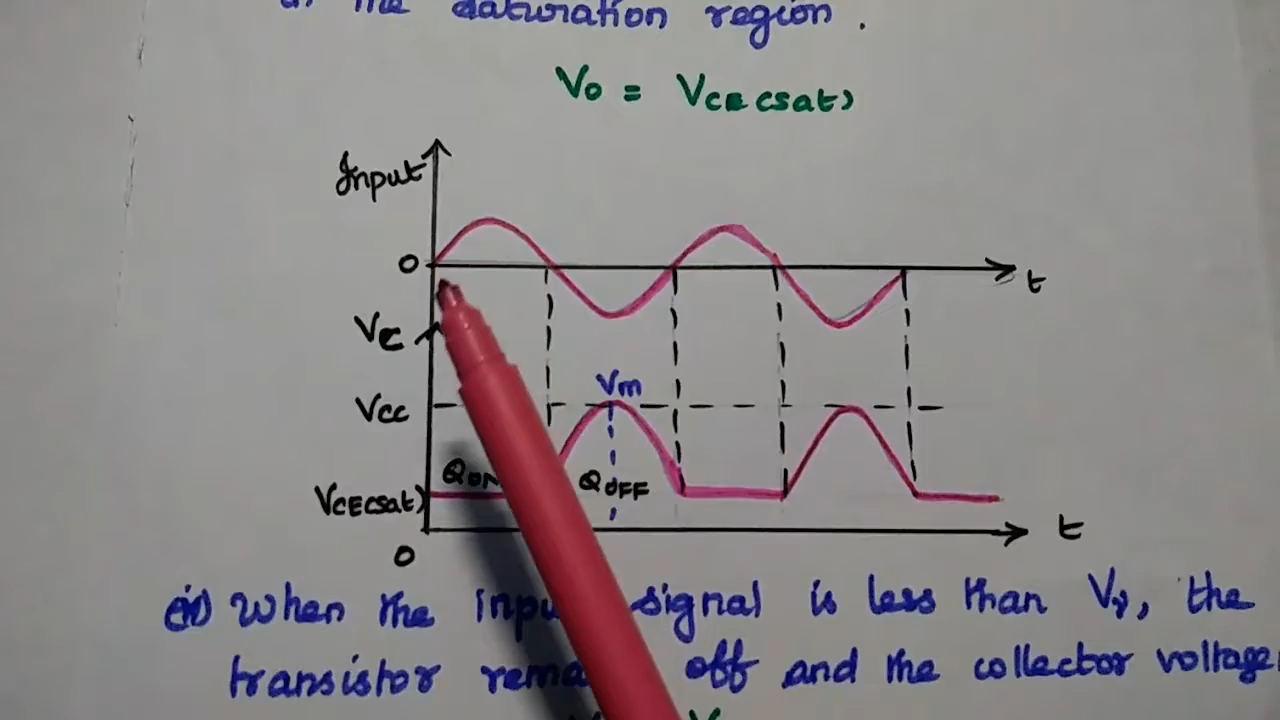 the saturation region.
Vo = VCE(sat)
Input
0
t
VC
Vm
VCC
QON
QOFF
VCE(sat)
t
0
(ii) When the input signal is less than Vγ, the
transistor remains off and the collector voltage